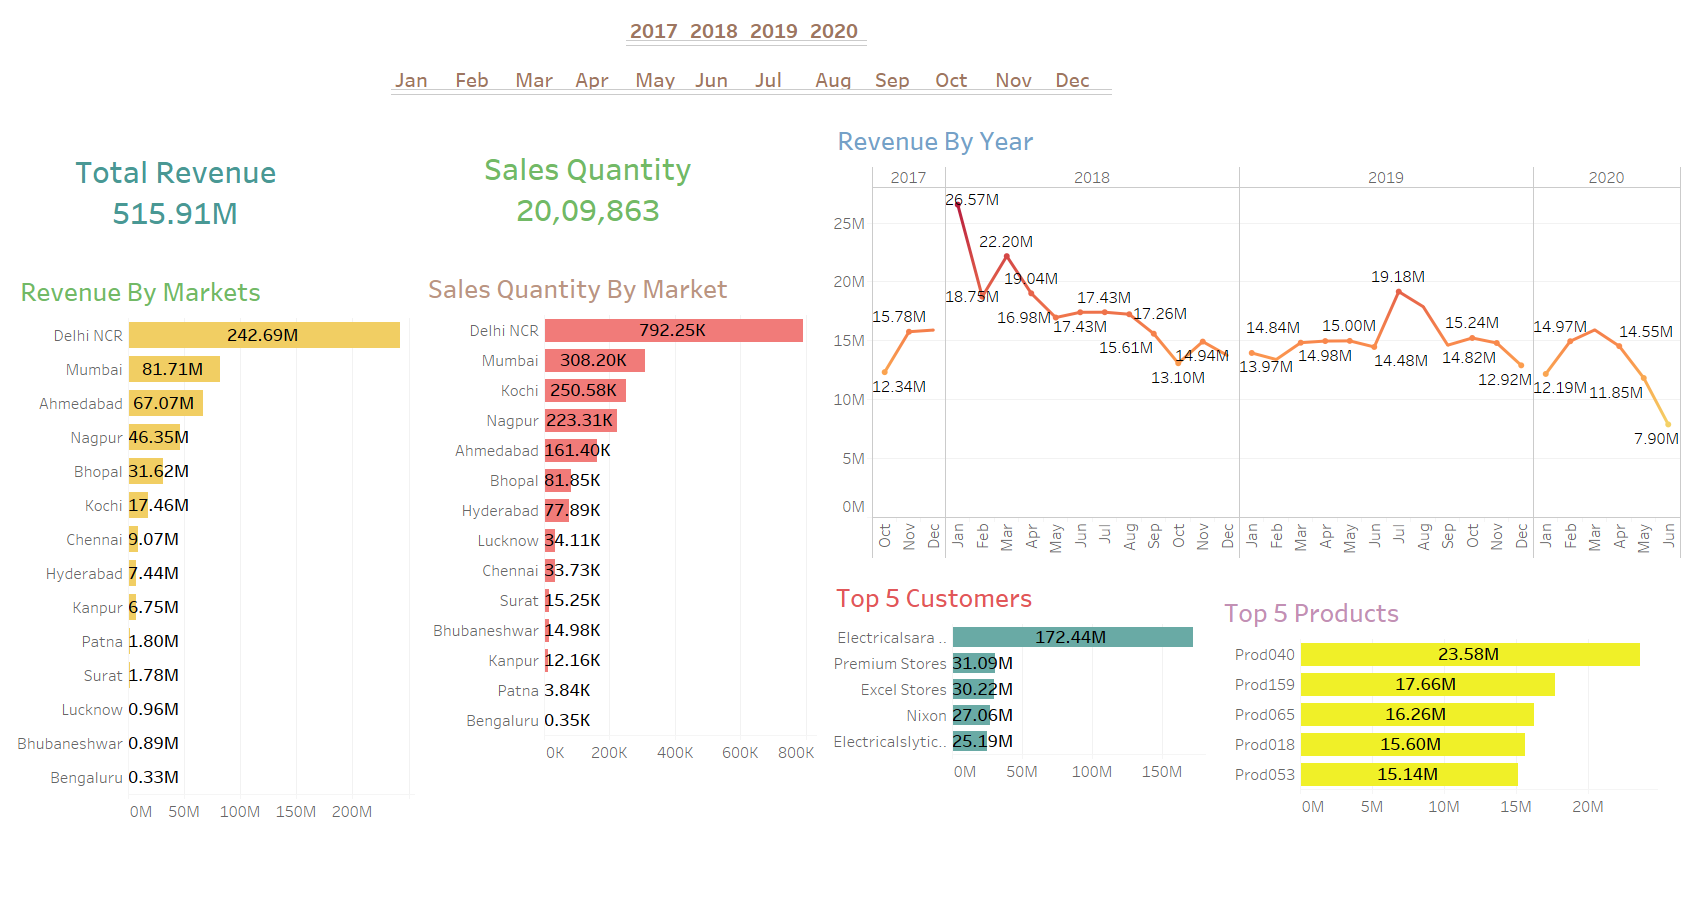 2017 2018 2019 2020
Jan Feb Mar Apr May Jun Jul Aug Sep Oct Nov Dec
Total Revenue
515.91M
Sales Quantity
20,09,863
Revenue By Markets
Delhi NCR 242.69M
Mumbai 81.71M
Ahmedabad 67.07M
Nagpur 46.35M
Bhopal 31.62M
Kochi 17.46M
Chennai 9.07M
Hyderabad 7.44M
Kanpur 6.75M
Patna 1.80M
Surat 1.78M
Lucknow 0.96M
Bhubaneshwar 0.89M
Bengaluru 0.33M
0M 50M 100M 150M 200M
Sales Quantity By Market
Delhi NCR 792.25K
Mumbai 308.20K
Kochi 250.58K
Nagpur 223.31K
Ahmedabad 161.40K
Bhopal 81.85K
Hyderabad 77.89K
Lucknow 34.11K
Chennai 33.73K
Surat 15.25K
Bhubaneshwar 14.98K
Kanpur 12.16K
Patna 3.84K
Bengaluru 0.35K
0K 200K 400K 600K 800K
Revenue By Year
2017 2018 2019 2020
25M
20M
15M
10M
5M
0M
12.34M 15.78M 26.57M 18.75M 22.20M 19.04M 16.98M 17.43M 17.43M 17.26M 15.61M 13.10M 14.94M 13.97M 14.84M 14.98M 15.00M 14.48M 19.18M 14.82M 15.24M 12.92M 12.19M 14.97M 14.55M 11.85M 7.90M
Oct Nov Dec Jan Feb Mar Apr May Jun Jul Aug Sep Oct Nov Dec Jan Feb Mar Apr May Jun Jul Aug Sep Oct Nov Dec Jan Feb Mar Apr May Jun
Top 5 Customers
Electricalsara .. 172.44M
Premium Stores 31.09M
Excel Stores 30.22M
Nixon 27.06M
Electricalslytic.. 25.19M
0M 50M 100M 150M
Top 5 Products
Prod040 23.58M
Prod159 17.66M
Prod065 16.26M
Prod018 15.60M
Prod053 15.14M
0M 5M 10M 15M 20M